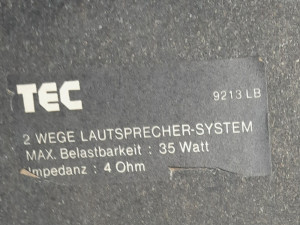 TEC 9213 LB
2 WEGE LAUTSPRECHER-SYSTEM
MAX. Belastbarkeit : 35 Watt
Impedanz : 4 Ohm